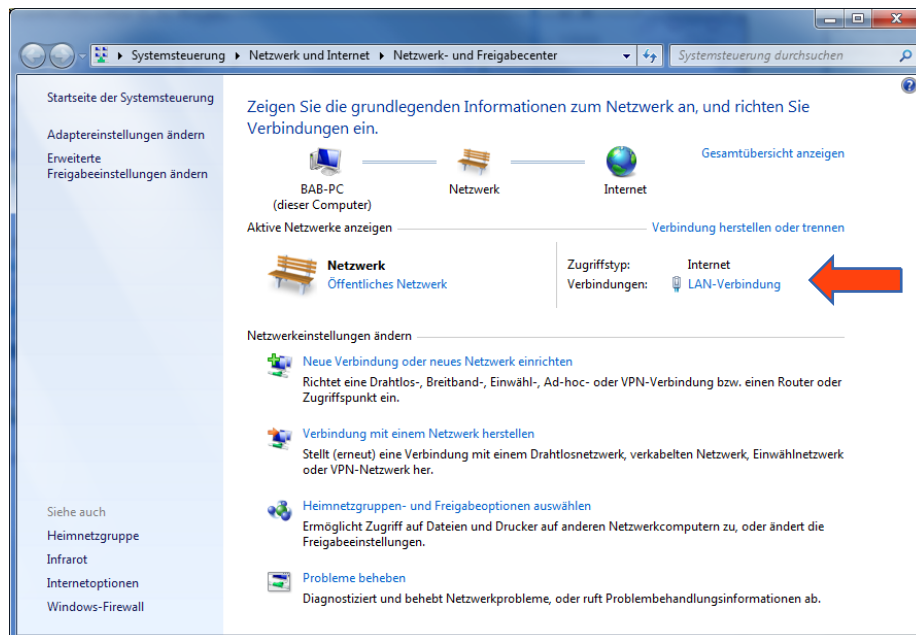 Systemsteuerung ▸ Netzwerk und Internet ▸ Netzwerk- und Freigabecenter
Systemsteuerung durchsuchen
Startseite der Systemsteuerung
Adaptereinstellungen ändern
Erweiterte
Freigabeeinstellungen ändern
Zeigen Sie die grundlegenden Informationen zum Netzwerk an, und richten Sie
Verbindungen ein.
Gesamtübersicht anzeigen
BAB-PC
(dieser Computer)
Netzwerk
Internet
Aktive Netzwerke anzeigen
Verbindung herstellen oder trennen
Netzwerk
Öffentliches Netzwerk
Zugriffstyp: Internet
Verbindungen: LAN-Verbindung
Netzwerkeinstellungen ändern
Neue Verbindung oder neues Netzwerk einrichten
Richtet eine Drahtlos-, Breitband-, Einwähl-, Ad-hoc- oder VPN-Verbindung bzw. einen Router oder
Zugriffspunkt ein.
Verbindung mit einem Netzwerk herstellen
Stellt (erneut) eine Verbindung mit einem Drahtlosnetzwerk, verkabelten Netzwerk, Einwählnetzwerk
oder VPN-Netzwerk her.
Heimnetzgruppen- und Freigabeoptionen auswählen
Ermöglicht Zugriff auf Dateien und Drucker auf anderen Netzwerkcomputern zu, oder ändert die
Freigabeeinstellungen.
Probleme beheben
Diagnostiziert und behebt Netzwerkprobleme, oder ruft Problembehandlungsinformationen ab.
Siehe auch
Heimnetzgruppe
Infrarot
Internetoptionen
Windows-Firewall